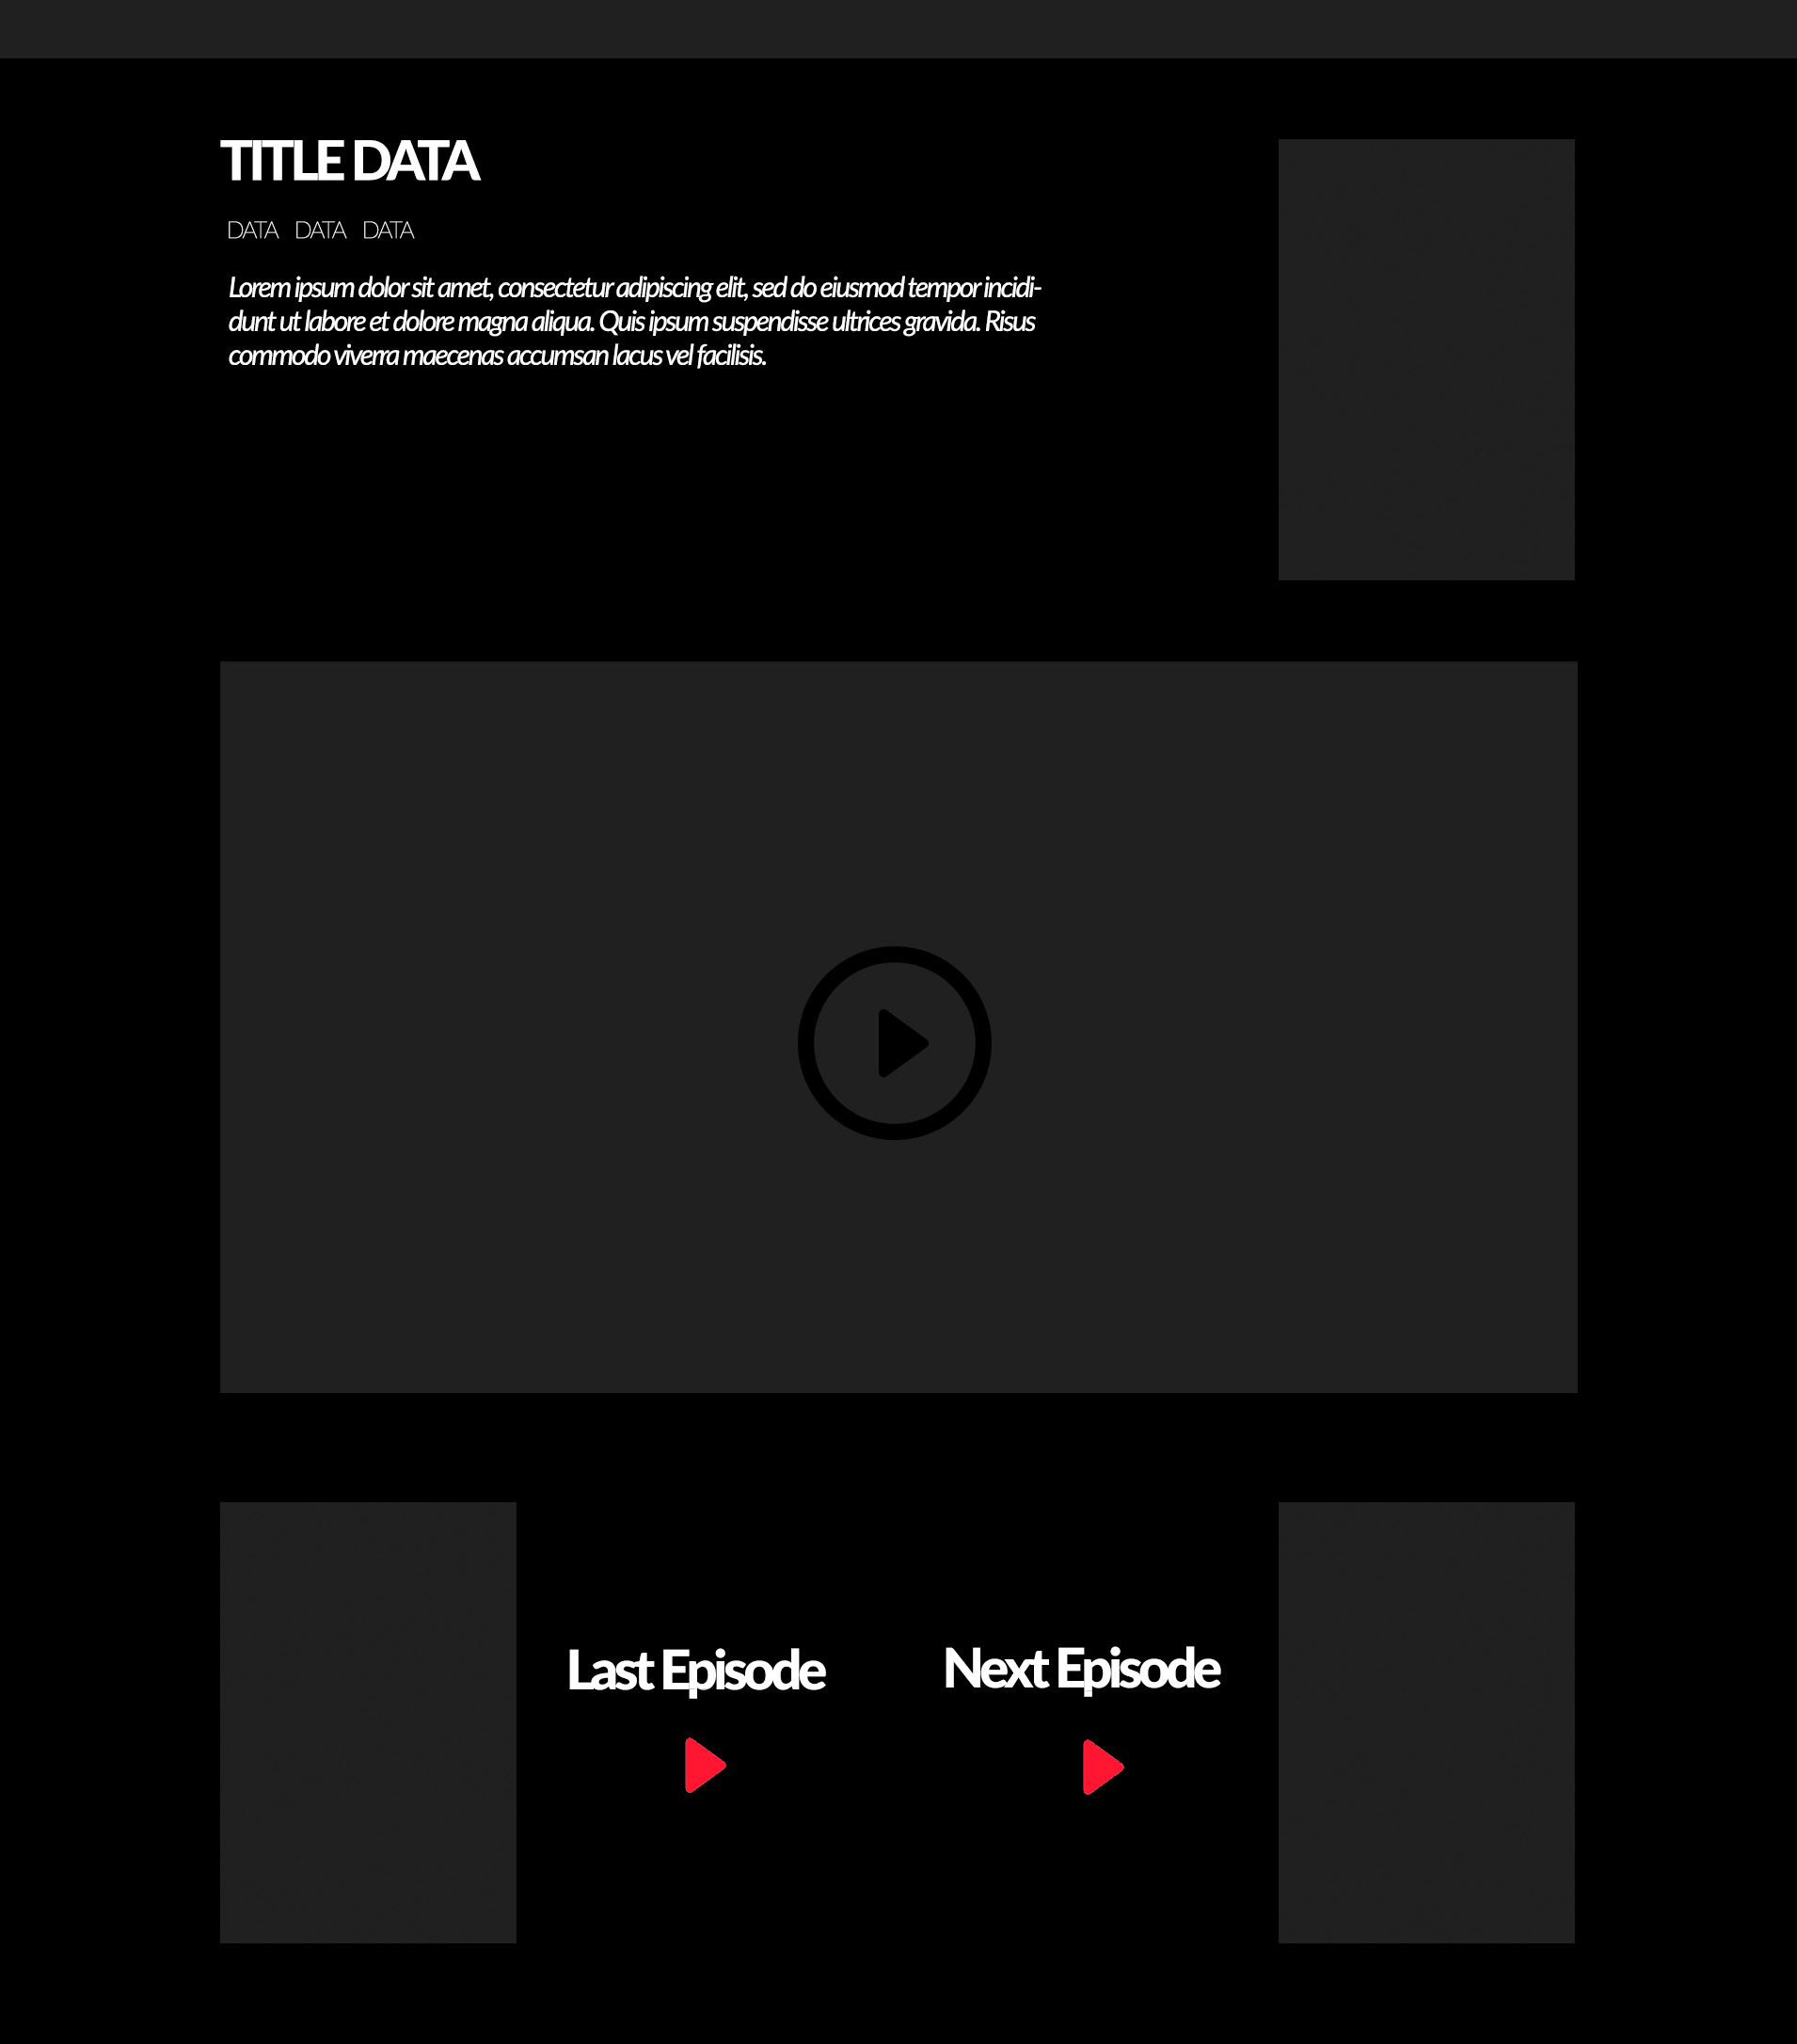 TITLE DATA
DATA DATA DATA
Lorem ipsum dolor sit amet, consectetur adipiscing elit, sed do eiusmod tempor incidi-
dunt ut labore et dolore magna aliqua. Quis ipsum suspendisse ultrices gravida. Risus
commodo viverra maecenas accumsan lacus vel facilisis.
Last Episode
Next Episode